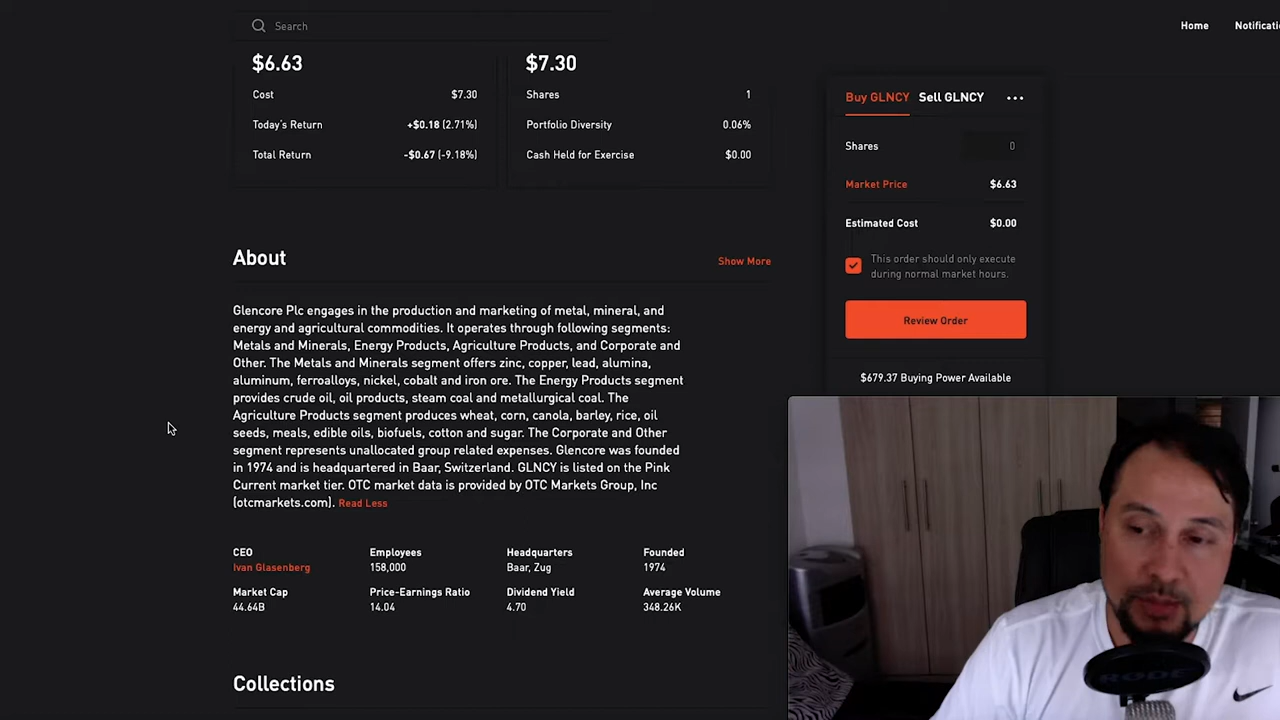 Search
Home
Notificati
$6.63
Cost $7.30
Today's Return +$0.18 (2.71%)
Total Return -$0.67 (-9.18%)
$7.30
Shares 1
Portfolio Diversity 0.06%
Cash Held for Exercise $0.00
Buy GLNCY Sell GLNCY
Shares 0
Market Price $6.63
Estimated Cost $0.00
This order should only execute
during normal market hours.
Review Order
$679.37 Buying Power Available
About
Show More
Glencore Plc engages in the production and marketing of metal, mineral, and
energy and agricultural commodities. It operates through following segments:
Metals and Minerals, Energy Products, Agriculture Products, and Corporate and
Other. The Metals and Minerals segment offers zinc, copper, lead, alumina,
aluminum, ferroalloys, nickel, cobalt and iron ore. The Energy Products segment
provides crude oil, oil products, steam coal and metallurgical coal. The
Agriculture Products segment produces wheat, corn, canola, barley, rice, oil
seeds, meals, edible oils, biofuels, cotton and sugar. The Corporate and Other
segment represents unallocated group related expenses. Glencore was founded
in 1974 and is headquartered in Baar, Switzerland. GLNCY is listed on the Pink
Current market tier. OTC market data is provided by OTC Markets Group, Inc
(otcmarkets.com). Read Less
CEO Employees Headquarters Founded
Ivan Glasenberg 158,000 Baar, Zug 1974
Market Cap Price-Earnings Ratio Dividend Yield Average Volume
44.64B 14.04 4.70 348.26K
Collections
RODE